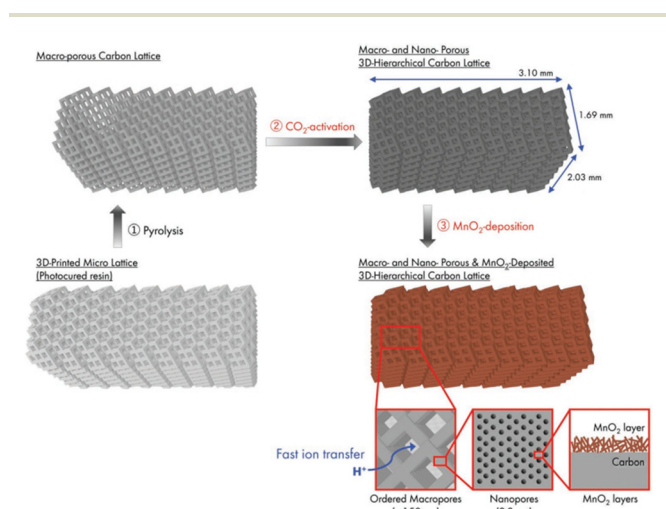 Macro-porous Carbon Lattice
Macro- and Nano- Porous
3D-Hierarchical Carbon Lattice
3.10 mm
② CO₂-activation
1.69 mm
2.03 mm
① Pyrolysis
③ MnO₂-deposition
3D-Printed Micro Lattice
(Photocured resin)
Macro- and Nano- Porous & MnO₂-Deposited
3D-Hierarchical Carbon Lattice
Fast ion transfer
H⁺
MnO₂ layer
Carbon
Ordered Macropores
Nanopores
MnO₂ layers